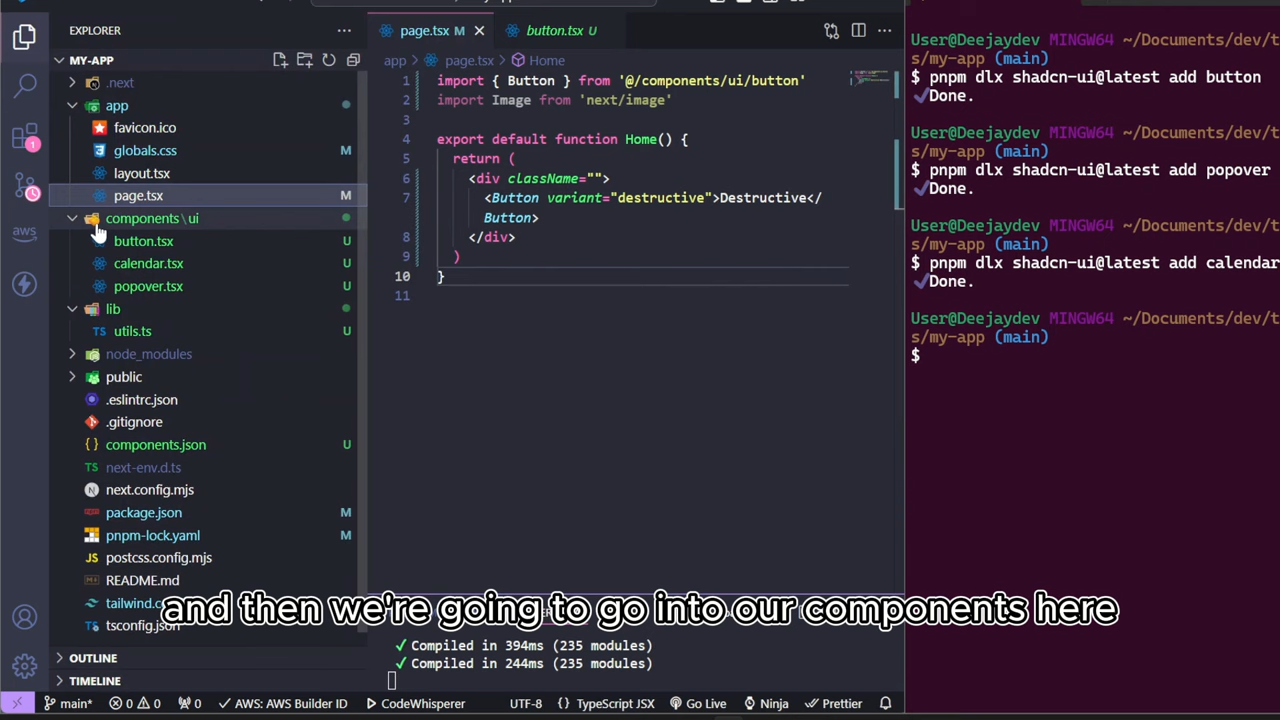 EXPLORER
MY-APP
.next
app
favicon.ico
globals.css M
layout.tsx
page.tsx M
components\ui
button.tsx U
calendar.tsx U
popover.tsx U
lib
utils.ts U
node_modules
public
.eslintrc.json
.gitignore
components.json U
next-env.d.ts
next.config.mjs
package.json M
pnpm-lock.yaml M
postcss.config.mjs
README.md
tsconfig.json
OUTLINE
TIMELINE
aws
1
page.tsx M
button.tsx U
app > page.tsx > Home
1 import { Button } from '@/components/ui/button'
2 import Image from 'next/image'
3
4 export default function Home() {
5 return (
6 <div className="">
7 <Button variant="destructive">Destructive</
Button>
8 </div>
9 )
10 }
11
✓ Compiled in 394ms (235 modules)
✓ Compiled in 244ms (235 modules)
User@Deejaydev MINGW64 ~/Documents/dev/t
s/my-app (main)
$ pnpm dlx shadcn-ui@latest add button
✔Done.
User@Deejaydev MINGW64 ~/Documents/dev/t
s/my-app (main)
$ pnpm dlx shadcn-ui@latest add popover
✔Done.
User@Deejaydev MINGW64 ~/Documents/dev/t
s/my-app (main)
$ pnpm dlx shadcn-ui@latest add calendar
✔Done.
User@Deejaydev MINGW64 ~/Documents/dev/t
s/my-app (main)
$
and then we're going to go into our components here
main* 0 0 0 AWS: AWS Builder ID CodeWhisperer UTF-8 {} TypeScript JSX Go Live Ninja Prettier